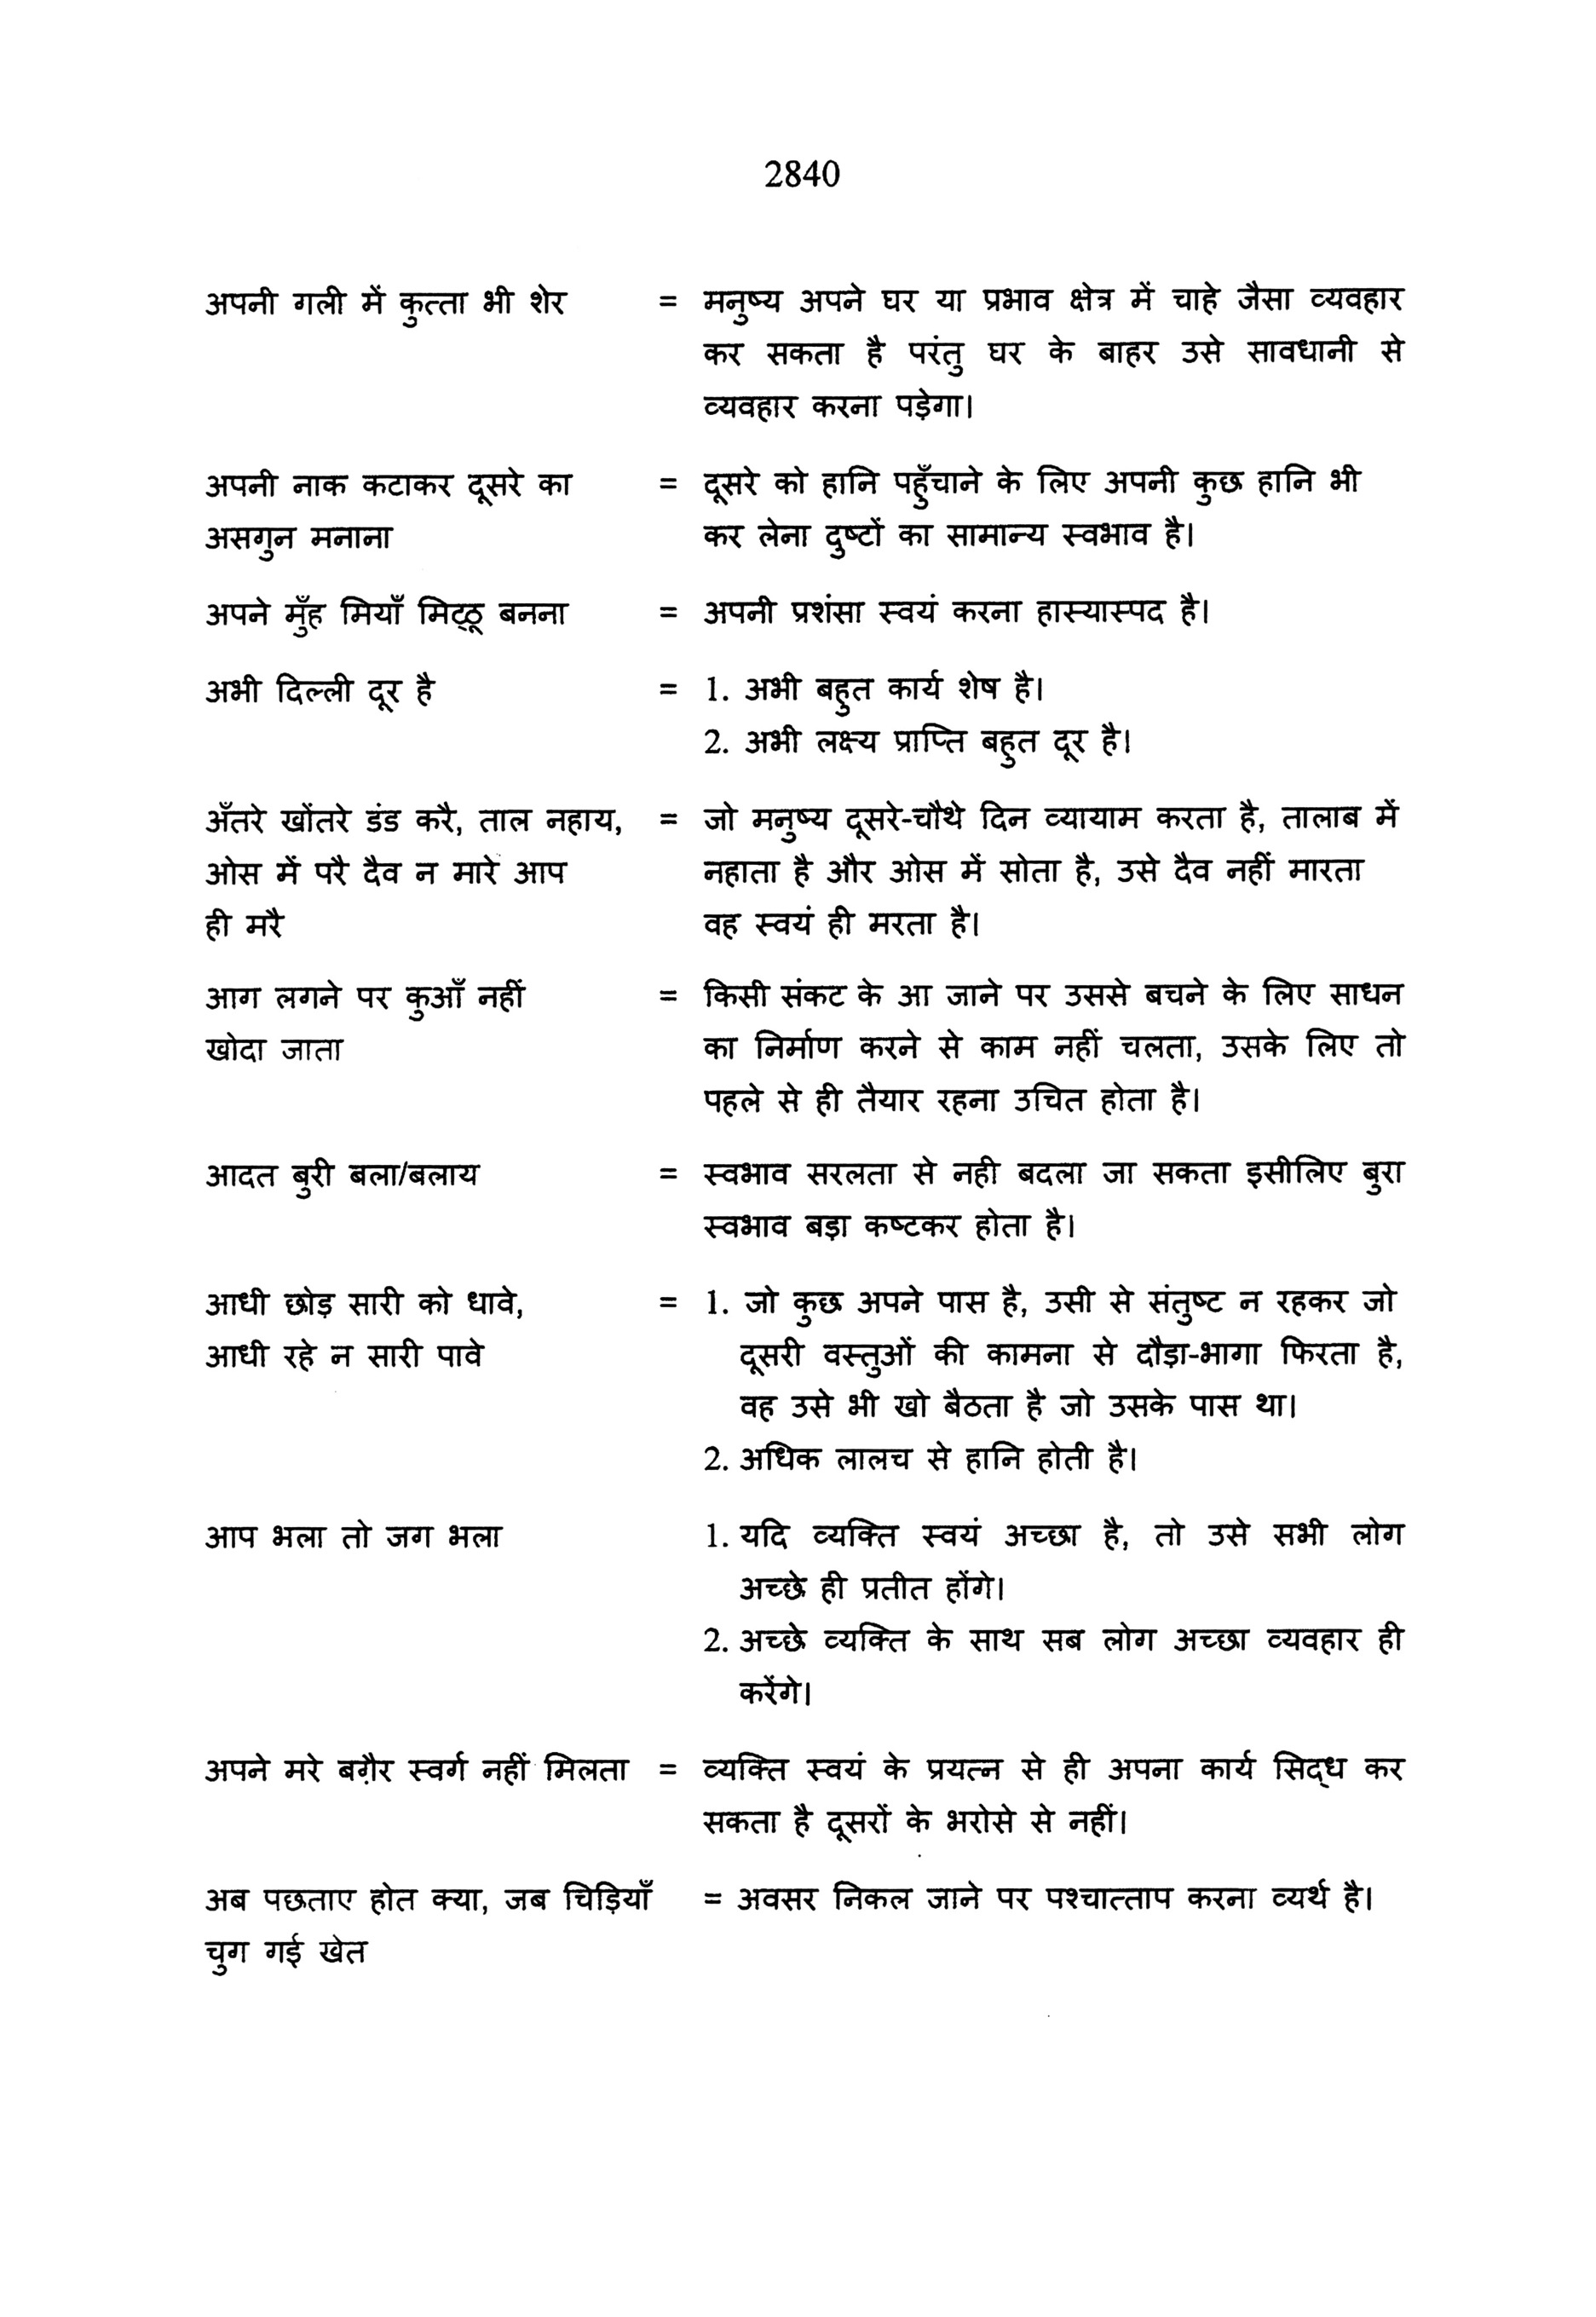 2840
अपनी गली में कुत्ता भी शेर = मनुष्य अपने घर या प्रभाव क्षेत्र में चाहे जैसा व्यवहार
कर सकता है परंतु घर के बाहर उसे सावधानी से
व्यवहार करना पड़ेगा।
अपनी नाक कटाकर दूसरे का = दूसरे को हानि पहुँचाने के लिए अपनी कुछ हानि भी
असगुन मनाना कर लेना दुष्टों का सामान्य स्वभाव है।
अपने मुँह मियाँ मिट्ठू बनना = अपनी प्रशंसा स्वयं करना हास्यास्पद है।
अभी दिल्ली दूर है = 1. अभी बहुत कार्य शेष है।
2. अभी लक्ष्य प्राप्ति बहुत दूर है।
अँतरे खोंतरे डंड करै, ताल नहाय, = जो मनुष्य दूसरे-चौथे दिन व्यायाम करता है, तालाब में
ओस में परै दैव न मारे आप नहाता है और ओस में सोता है, उसे दैव नहीं मारता
ही मरै वह स्वयं ही मरता है।
आग लगने पर कुआँ नहीं = किसी संकट के आ जाने पर उससे बचने के लिए साधन
खोदा जाता का निर्माण करने से काम नहीं चलता, उसके लिए तो
पहले से ही तैयार रहना उचित होता है।
आदत बुरी बला/बलाय = स्वभाव सरलता से नही बदला जा सकता इसीलिए बुरा
स्वभाव बड़ा कष्टकर होता है।
आधी छोड़ सारी को धावे, = 1. जो कुछ अपने पास है, उसी से संतुष्ट न रहकर जो
आधी रहे न सारी पावे दूसरी वस्तुओं की कामना से दौड़ा-भागा फिरता है,
वह उसे भी खो बैठता है जो उसके पास था।
2. अधिक लालच से हानि होती है।
आप भला तो जग भला 1. यदि व्यक्ति स्वयं अच्छा है, तो उसे सभी लोग
अच्छे ही प्रतीत होंगे।
2. अच्छे व्यक्ति के साथ सब लोग अच्छा व्यवहार ही
करेंगे।
अपने मरे बग़ैर स्वर्ग नहीं मिलता = व्यक्ति स्वयं के प्रयत्न से ही अपना कार्य सिद्ध कर
सकता है दूसरों के भरोसे से नहीं।
अब पछताए होत क्या, जब चिड़ियाँ = अवसर निकल जाने पर पश्चात्ताप करना व्यर्थ है।
चुग गई खेत